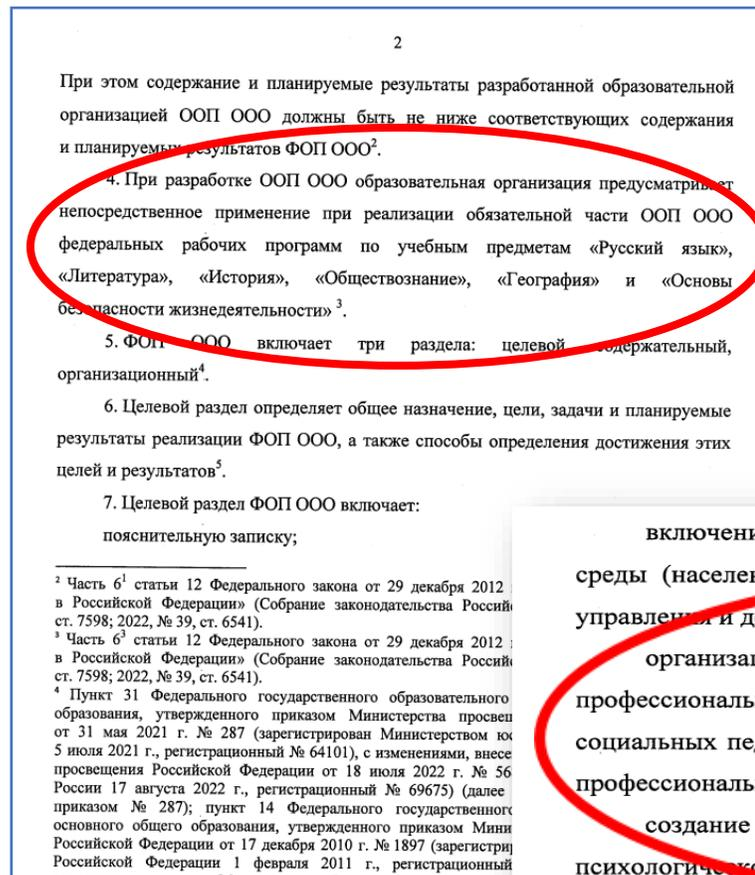 2
При этом содержание и планируемые результаты разработанной образовательной
организацией ООП ООО должны быть не ниже соответствующих содержания
и планируемых результатов ФОП ООО².
4. При разработке ООП ООО образовательная организация предусматривает
непосредственное применение при реализации обязательной части ООП ООО
федеральных рабочих программ по учебным предметам «Русский язык»,
«Литература», «История», «Обществознание», «География» и «Основы
безопасности жизнедеятельности» ³.
5. ФОП ООО включает три раздела: целевой, содержательный,
организационный⁴.
6. Целевой раздел определяет общее назначение, цели, задачи и планируемые
результаты реализации ФОП ООО, а также способы определения достижения этих
целей и результатов⁵.
7. Целевой раздел ФОП ООО включает:
пояснительную записку;
² Часть 6¹ статьи 12 Федерального закона от 29 декабря 2012
в Российской Федерации» (Собрание законодательства Россий
ст. 7598; 2022, № 39, ст. 6541).
³ Часть 6³ статьи 12 Федерального закона от 29 декабря 2012
в Российской Федерации» (Собрание законодательства Россий
ст. 7598; 2022, № 39, ст. 6541).
⁴ Пункт 31 Федерального государственного образовательного
образования, утвержденного приказом Министерства просвещ
от 31 мая 2021 г. № 287 (зарегистрирован Министерством юс
5 июля 2021 г., регистрационный № 64101), с изменениями, внесе
просвещения Российской Федерации от 18 июля 2022 г. № 56
России 17 августа 2022 г., регистрационный № 69675) (далее
приказом № 287); пункт 14 Федерального государственного
основного общего образования, утвержденного приказом Мини
Российской Федерации от 17 декабря 2010 г. № 1897 (зарегистри
Российской Федерации 1 февраля 2011 г., регистрационный
включени
среды (населен
управления и д
организац
профессиональ
социальных пед
профессиональ
создание
психологическо